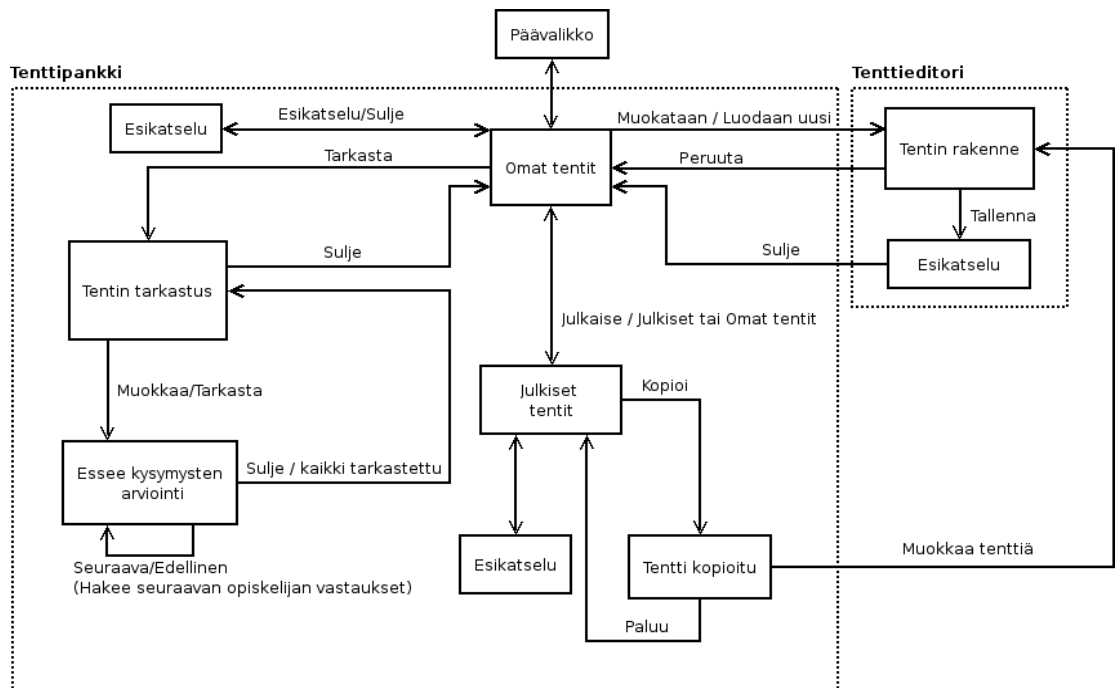 Päävalikko
Tenttipankki
Tenttieditori
Esikatselu
Esikatselu/Sulje
Omat tentit
Muokataan / Luodaan uusi
Tentin rakenne
Tarkasta
Peruuta
Tallenna
Sulje
Sulje
Esikatselu
Tentin tarkastus
Julkaise / Julkiset tai Omat tentit
Muokkaa/Tarkasta
Julkiset
tentit
Kopioi
Essee kysymysten
arviointi
Sulje / kaikki tarkastettu
Seuraava/Edellinen
(Hakee seuraavan opiskelijan vastaukset)
Esikatselu
Tentti kopioitu
Muokkaa tenttiä
Paluu